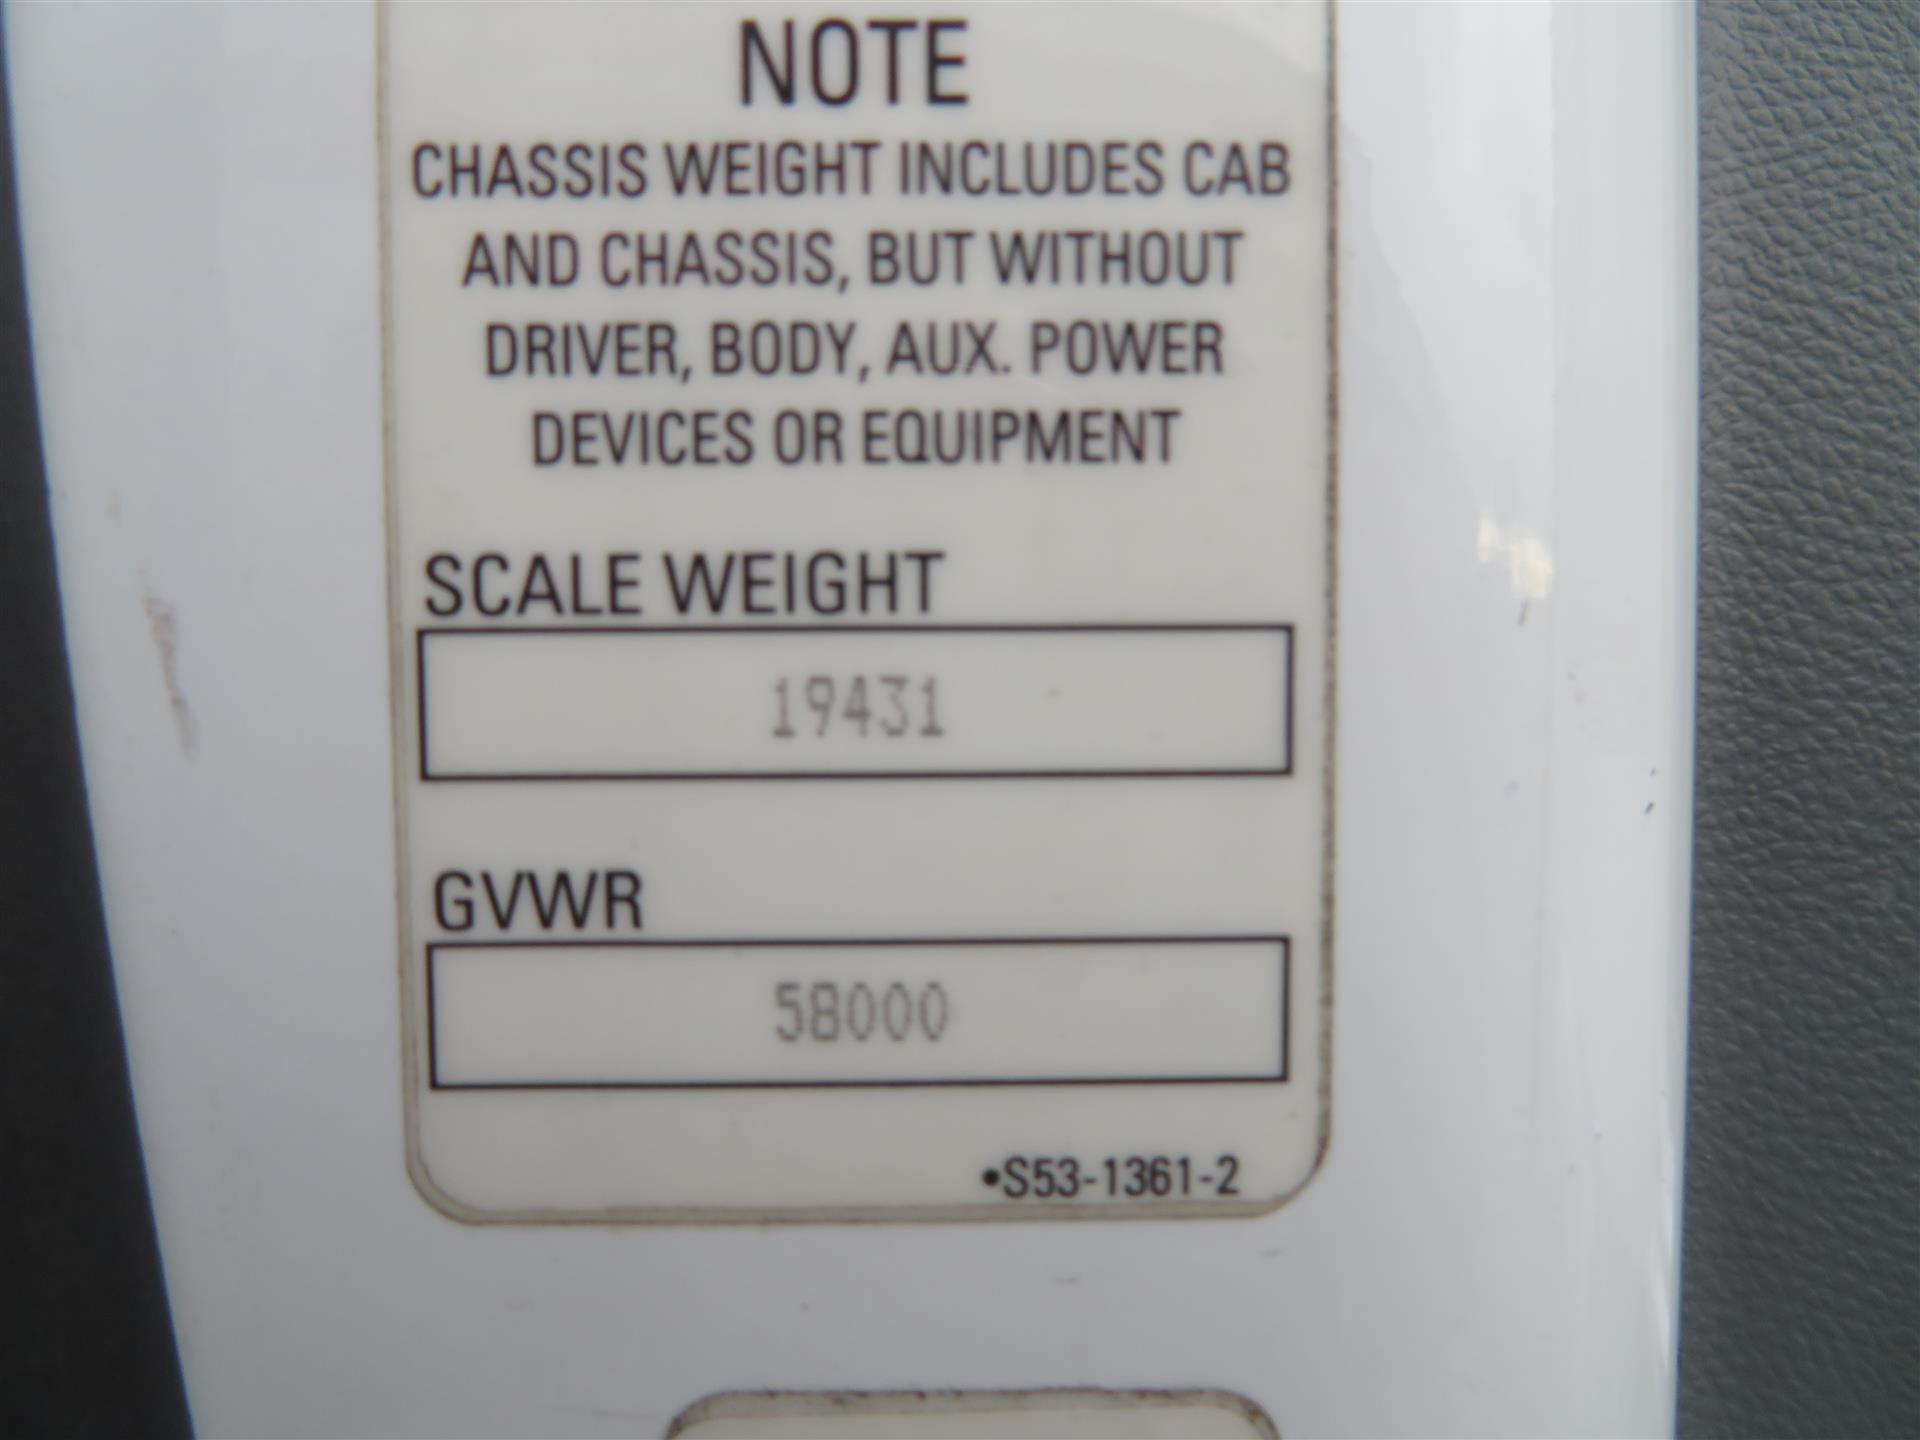 NOTE
CHASSIS WEIGHT INCLUDES CAB
AND CHASSIS, BUT WITHOUT
DRIVER, BODY, AUX. POWER
DEVICES OR EQUIPMENT
SCALE WEIGHT
19431
GVWR
58000
•S53-1361-2